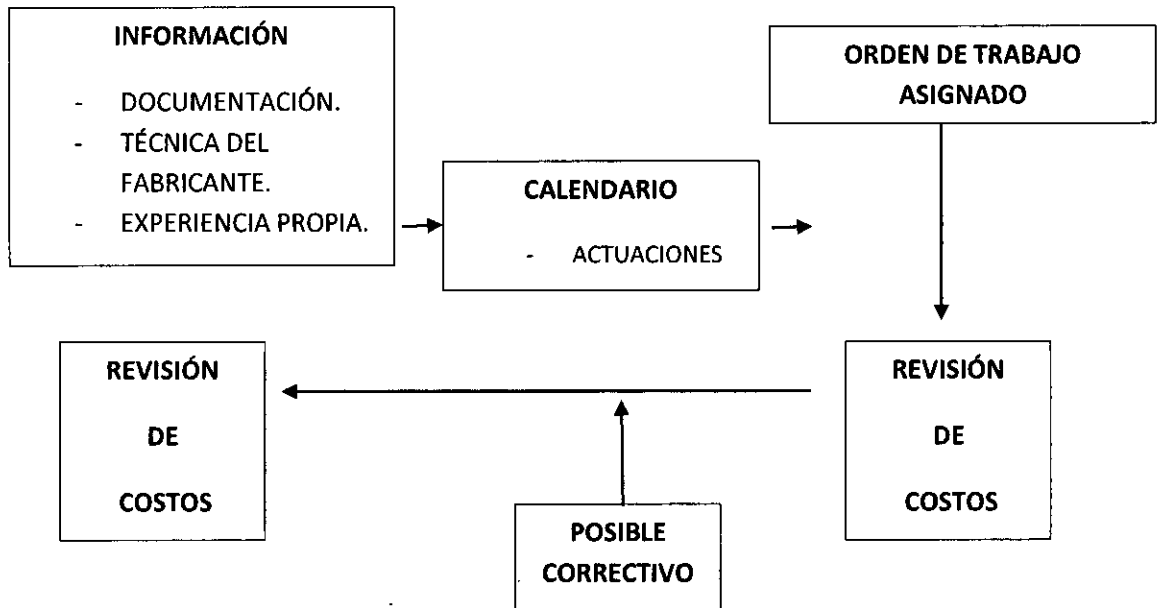 INFORMACIÓN
- DOCUMENTACIÓN.
- TÉCNICA DEL
FABRICANTE.
- EXPERIENCIA PROPIA.
CALENDARIO
- ACTUACIONES
ORDEN DE TRABAJO
ASIGNADO
REVISIÓN
DE
COSTOS
POSIBLE
CORRECTIVO
REVISIÓN
DE
COSTOS